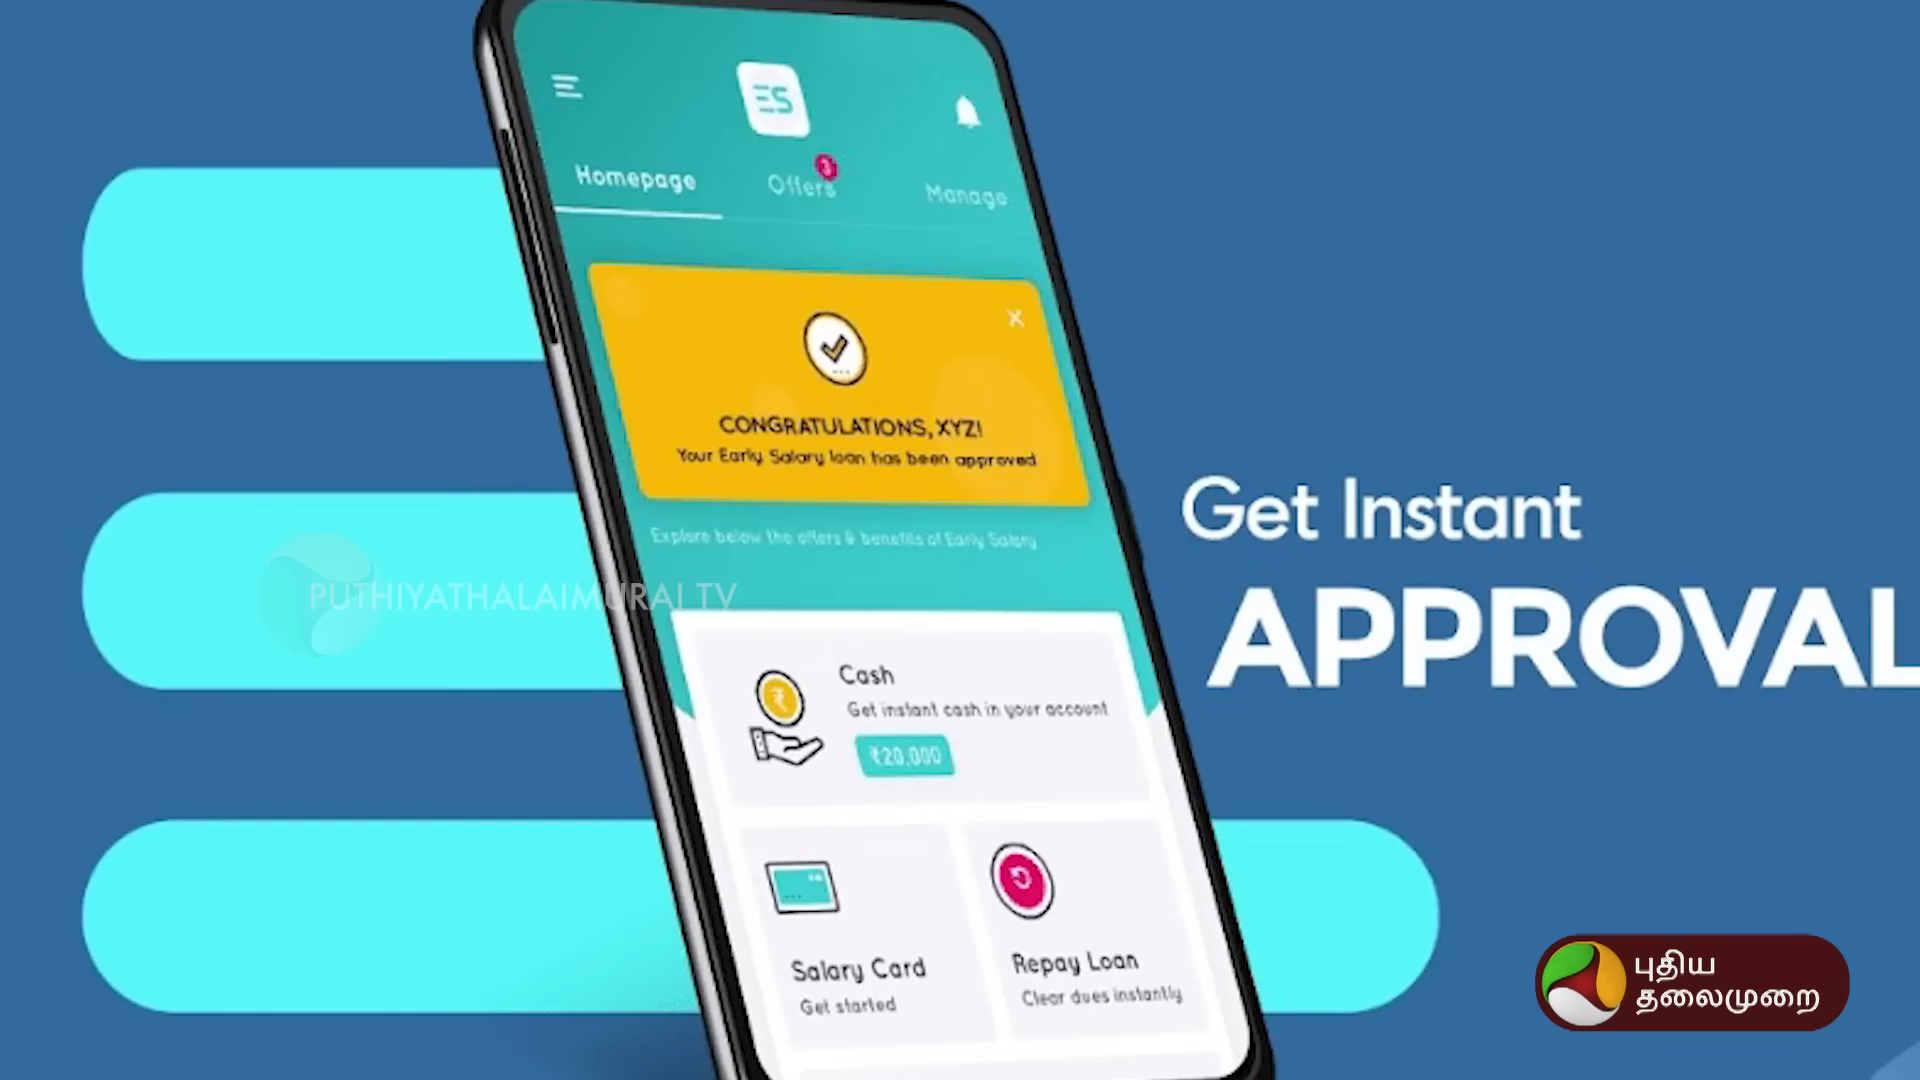 ES
Homepage
Offers
3
Manage
CONGRATULATIONS, XYZ!
Your Early Salary loan has been approved
Explore below the offers & benefits of Early Salary
PUTHIYATHALAIMURAI TV
Get Instant
APPROVAL
Cash
Get instant cash in your account
₹20,000
Salary Card
Get started
Repay Loan
Clear dues instantly
புதிய
தலைமுறை